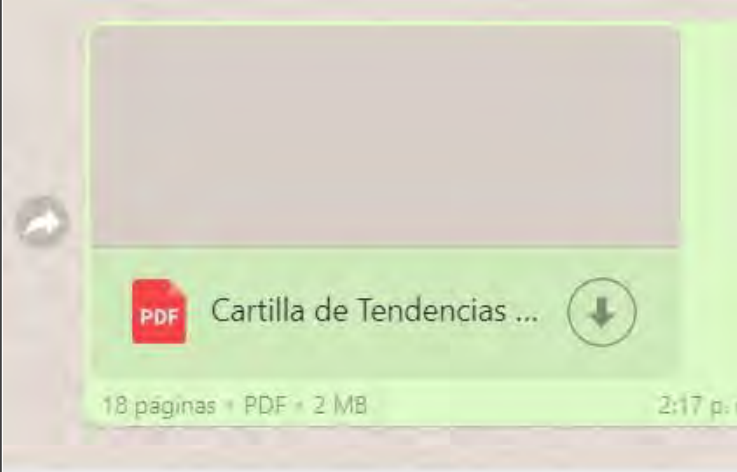 PDF Cartilla de Tendencias ...
18 páginas • PDF • 2 MB 2:17 p.